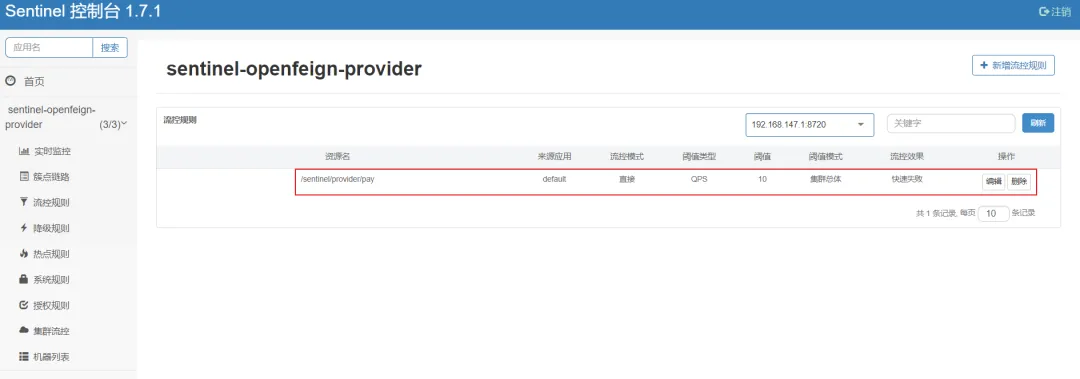 Sentinel 控制台 1.7.1
注销
应用名 搜索
首页
sentinel-openfeign-
provider (3/3)
实时监控
簇点链路
流控规则
降级规则
热点规则
系统规则
授权规则
集群流控
机器列表
sentinel-openfeign-provider
+ 新增流控规则
流控规则 192.168.147.1:8720 关键字 刷新
资源名 来源应用 流控模式 阈值类型 阈值 阈值模式 流控效果 操作
/sentinel/provider/pay default 直接 QPS 10 集群总体 快速失败 编辑 删除
共 1 条记录, 每页 10 条记录